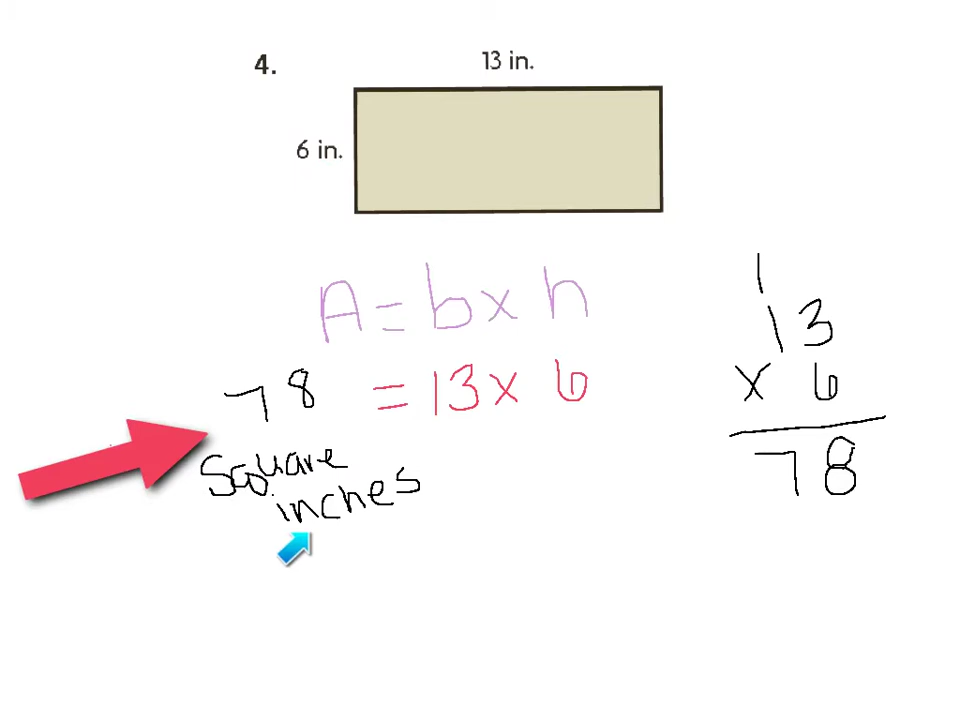 4.
13 in.
6 in.
A = b x h
78 = 13 x 6
square
inches
1
13
x 6
78